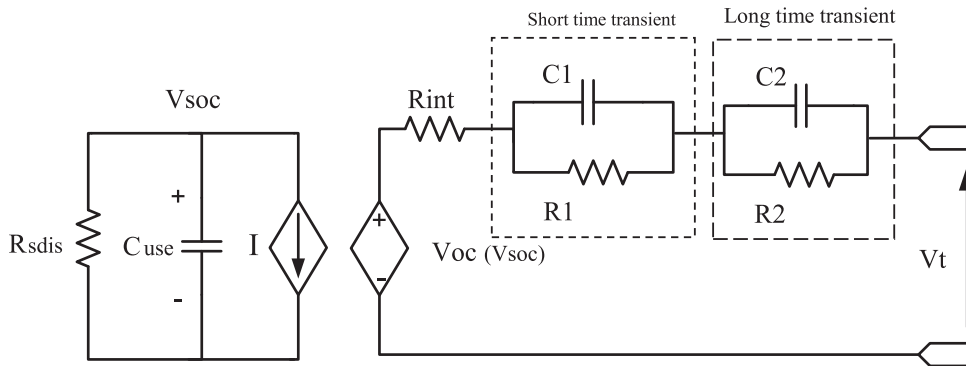 Short time transient
Long time transient
C1
C2
Vsoc
Rint
+
+
R1
R2
Rsdis
Cuse
I
Voc (Vsoc)
Vt
-
-